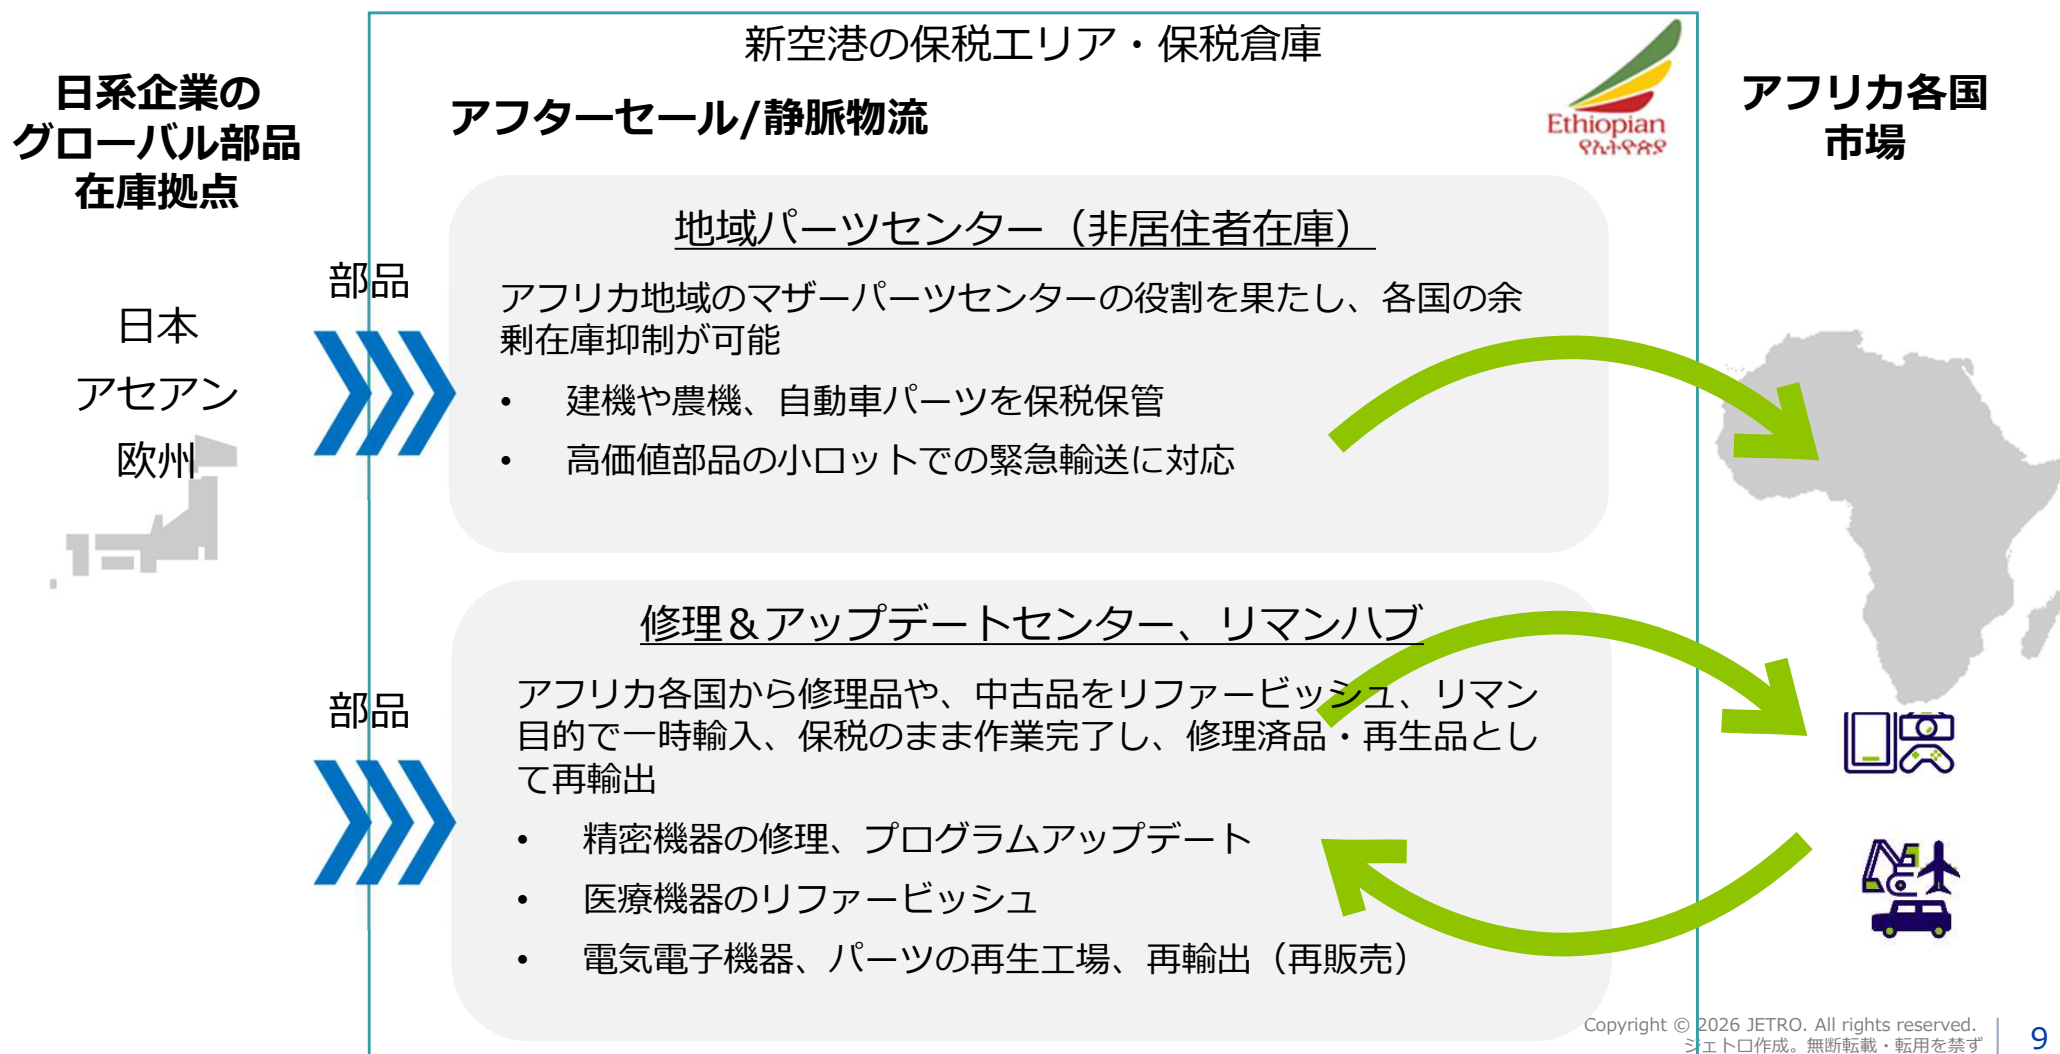 新空港の保税エリア・保税倉庫
日系企業の
グローバル部品
在庫拠点
アフターセール/静脈物流
Ethiopian
የኢትዮጵያ
アフリカ各国
市場
部品
日本
アセアン
欧州
地域パーツセンター（非居住者在庫）
アフリカ地域のマザーパーツセンターの役割を果たし、各国の余
剰在庫抑制が可能
• 建機や農機、自動車パーツを保税保管
• 高価値部品の小ロットでの緊急輸送に対応
部品
修理＆アップデートセンター、リマンハブ
アフリカ各国から修理品や、中古品をリファービッシュ、リマン
目的で一時輸入、保税のまま作業完了し、修理済品・再生品とし
て再輸出
• 精密機器の修理、プログラムアップデート
• 医療機器のリファービッシュ
• 電気電子機器、パーツの再生工場、再輸出（再販売）
Copyright © 2026 JETRO. All rights reserved.
ジェトロ作成。無断転載・転用を禁ず
9